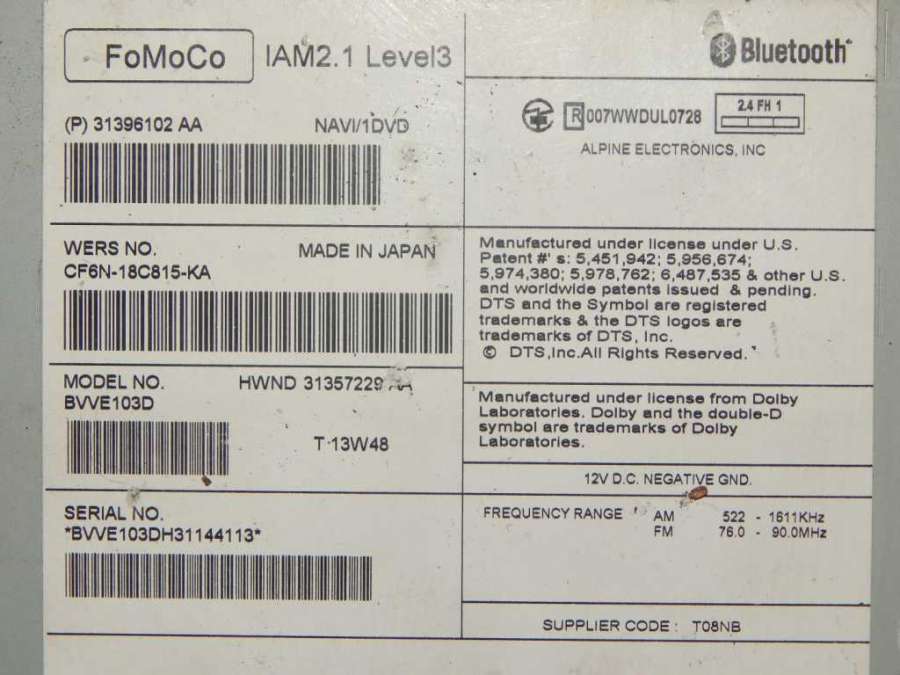 FoMoCo IAM2.1 Level3
(P) 31396102 AA NAVI/1DVD
WERS NO. MADE IN JAPAN
CF6N-18C815-KA
MODEL NO. HWND 31357229 AA
BVVE103D
T 13W48
SERIAL NO.
*BVVE103DH31144113*
Bluetooth
R 007WWDUL0728 2.4 FH 1
ALPINE ELECTRONICS, INC
Manufactured under license under U.S.
Patent #' s: 5,451,942; 5,956,674;
5,974,380; 5,978,762; 6,487,535 & other U.S.
and worldwide patents issued & pending.
DTS and the Symbol are registered
trademarks & the DTS logos are
trademarks of DTS, Inc.
© DTS,Inc.All Rights Reserved.
Manufactured under license from Dolby
Laboratories. Dolby and the double-D
symbol are trademarks of Dolby
Laboratories.
12V D.C. NEGATIVE GND.
FREQUENCY RANGE AM 522 - 1611KHz
FM 76.0 - 90.0MHz
SUPPLIER CODE : T08NB